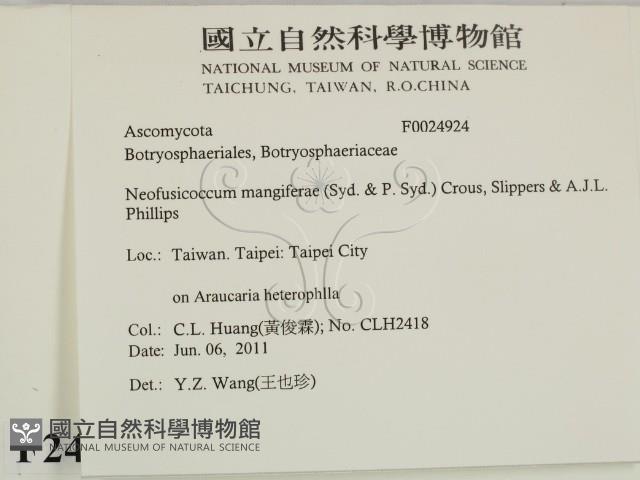 國立自然科學博物館
NATIONAL MUSEUM OF NATURAL SCIENCE
TAICHUNG, TAIWAN, R.O.CHINA
Ascomycota F0024924
Botryosphaeriales, Botryosphaeriaceae
Neofusicoccum mangiferae (Syd. & P. Syd.) Crous, Slippers & A.J.L.
Phillips
Loc.: Taiwan. Taipei: Taipei City
on Araucaria heterophlla
Col.: C.L. Huang(黃俊霖); No. CLH2418
Date: Jun. 06, 2011
Det.: Y.Z. Wang(王也珍)
國立自然科學博物館
NATIONAL MUSEUM OF NATURAL SCIENCE
F24